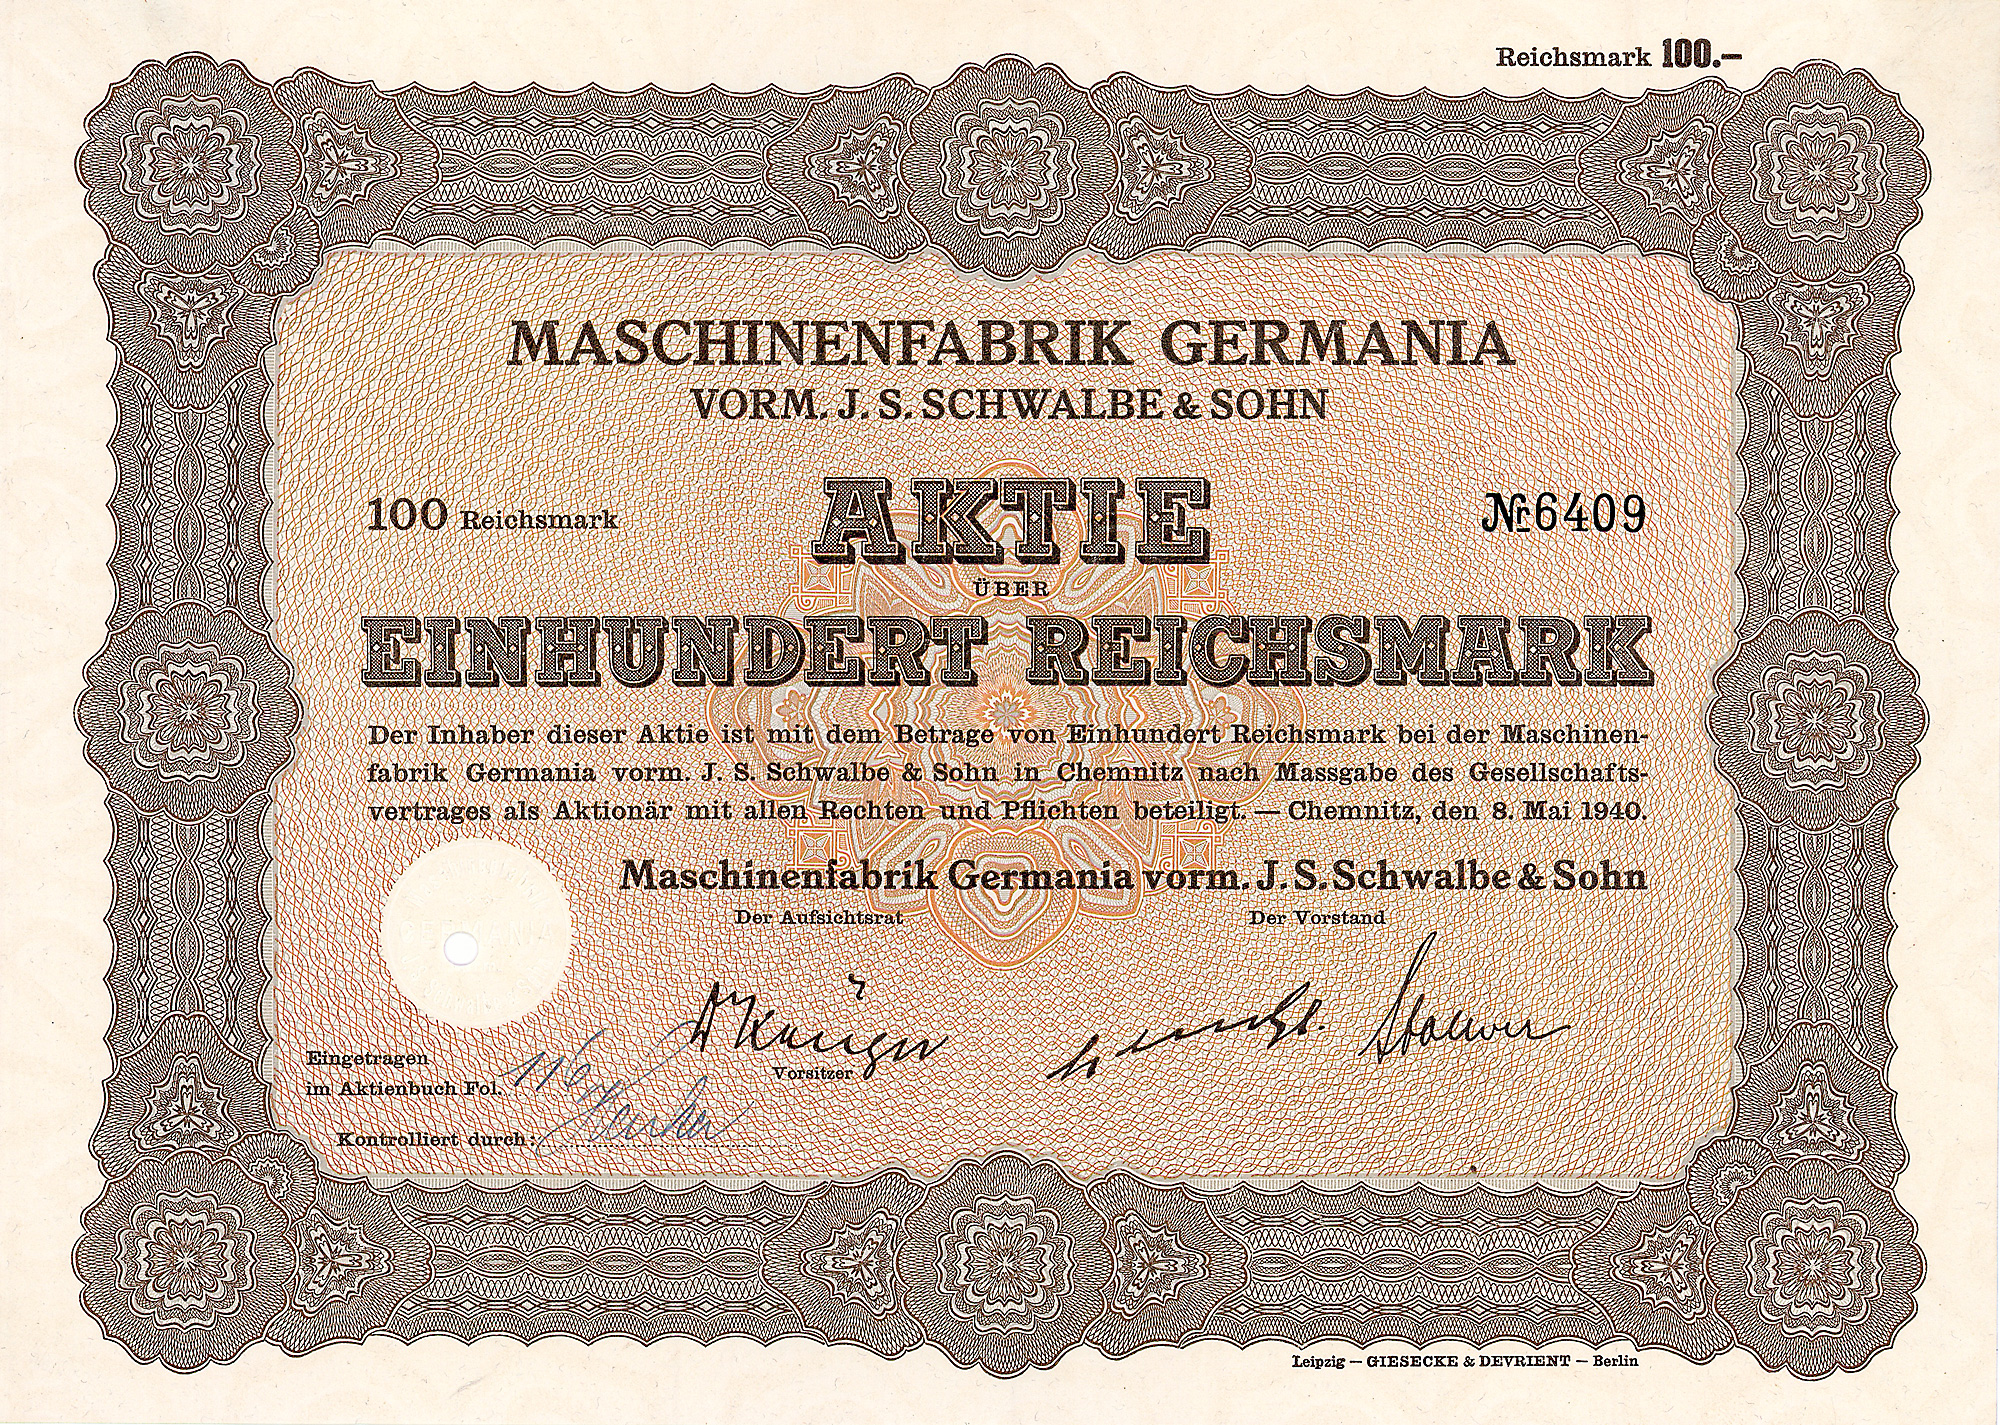 Reichsmark 100.—
MASCHINENFABRIK GERMANIA
VORM. J. S. SCHWALBE & SOHN
100 Reichsmark
AKTIE
№ 6409
ÜBER
EINHUNDERT REICHSMARK
Der Inhaber dieser Aktie ist mit dem Betrage von Einhundert Reichsmark bei der Maschinen-
fabrik Germania vorm. J. S. Schwalbe & Sohn in Chemnitz nach Massgabe des Gesellschafts-
vertrages als Aktionär mit allen Rechten und Pflichten beteiligt. — Chemnitz, den 8. Mai 1940.
Maschinenfabrik Germania vorm. J. S. Schwalbe & Sohn
Der Aufsichtsrat
Der Vorstand
Vorsitzer
Eingetragen
im Aktienbuch Fol. 116
Kontrolliert durch:
GERMANIA
Leipzig — GIESECKE & DEVRIENT — Berlin